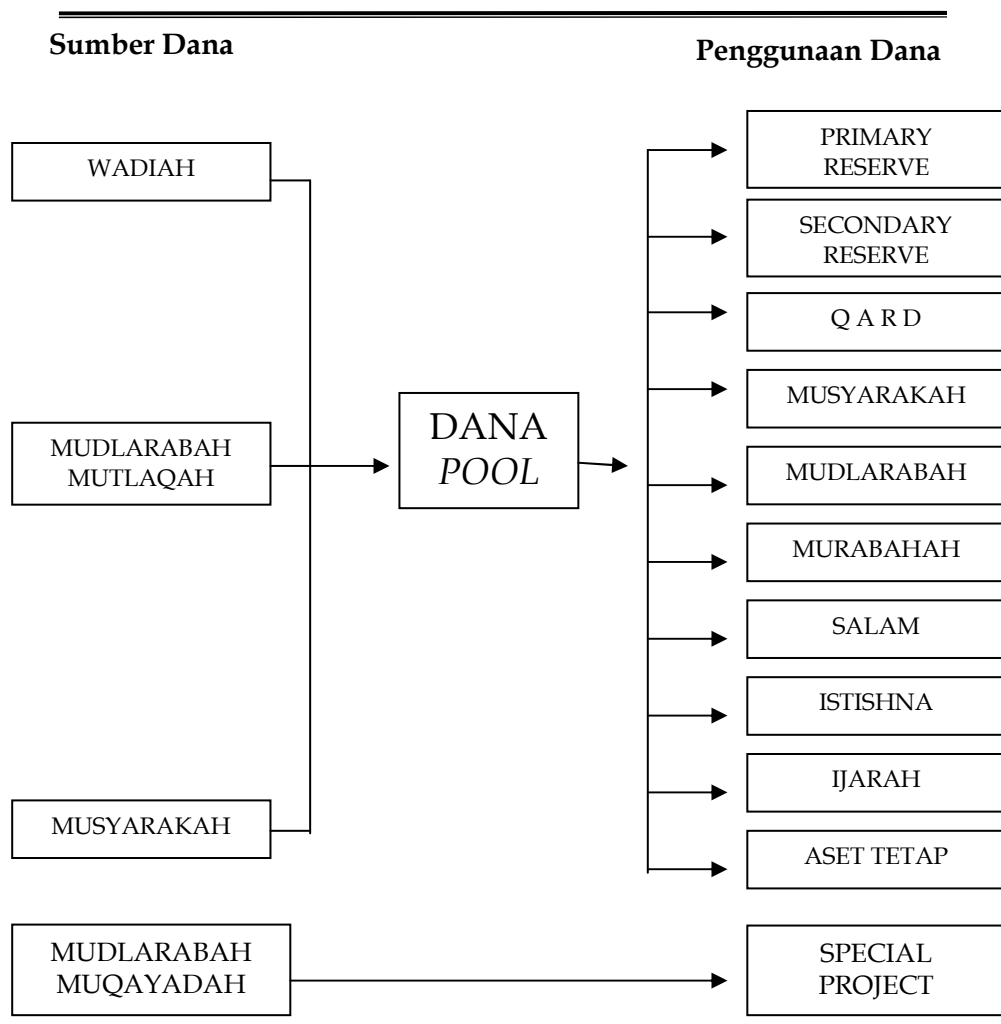 Sumber Dana
Penggunaan Dana
WADIAH
MUDLARABAH
MUTLAQAH
MUSYARAKAH
MUDLARABAH
MUQAYADAH
DANA
POOL
PRIMARY
RESERVE
SECONDARY
RESERVE
Q A R D
MUSYARAKAH
MUDLARABAH
MURABAHAH
SALAM
ISTISHNA
IJARAH
ASET TETAP
SPECIAL
PROJECT